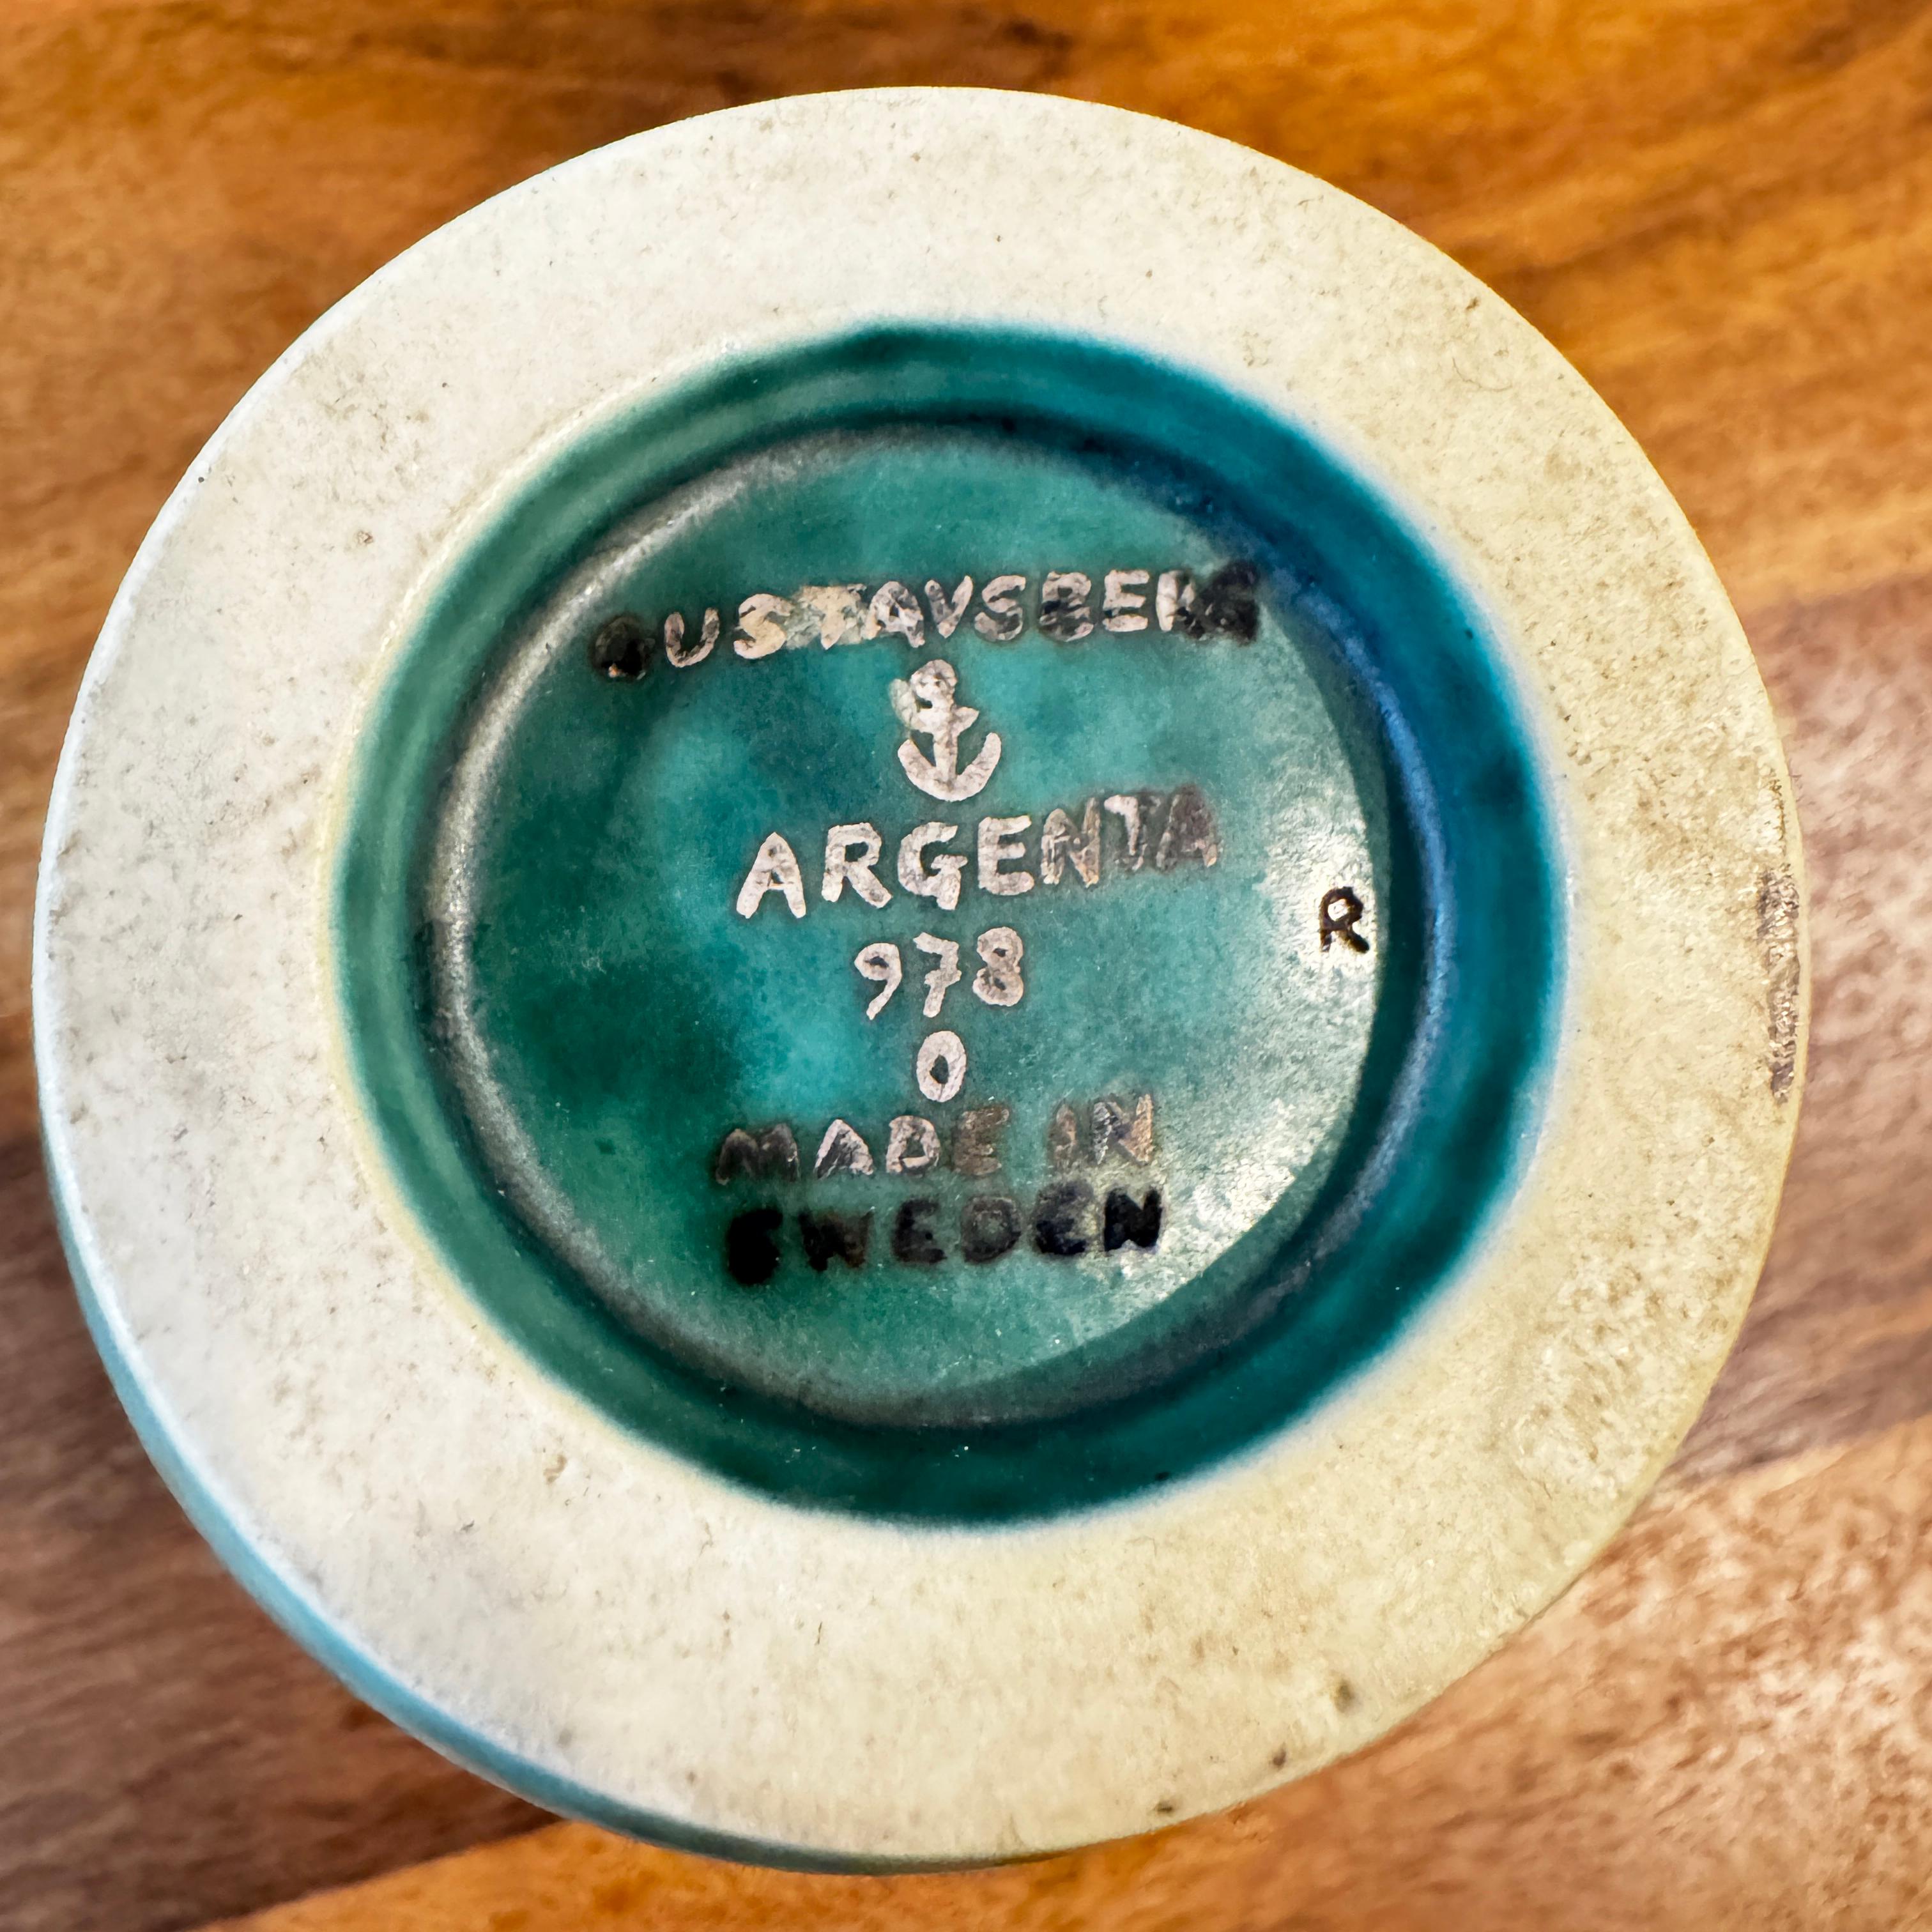 GUSTAVSBERG
ARGENTA
978
R
0
MADE IN
SWEDEN